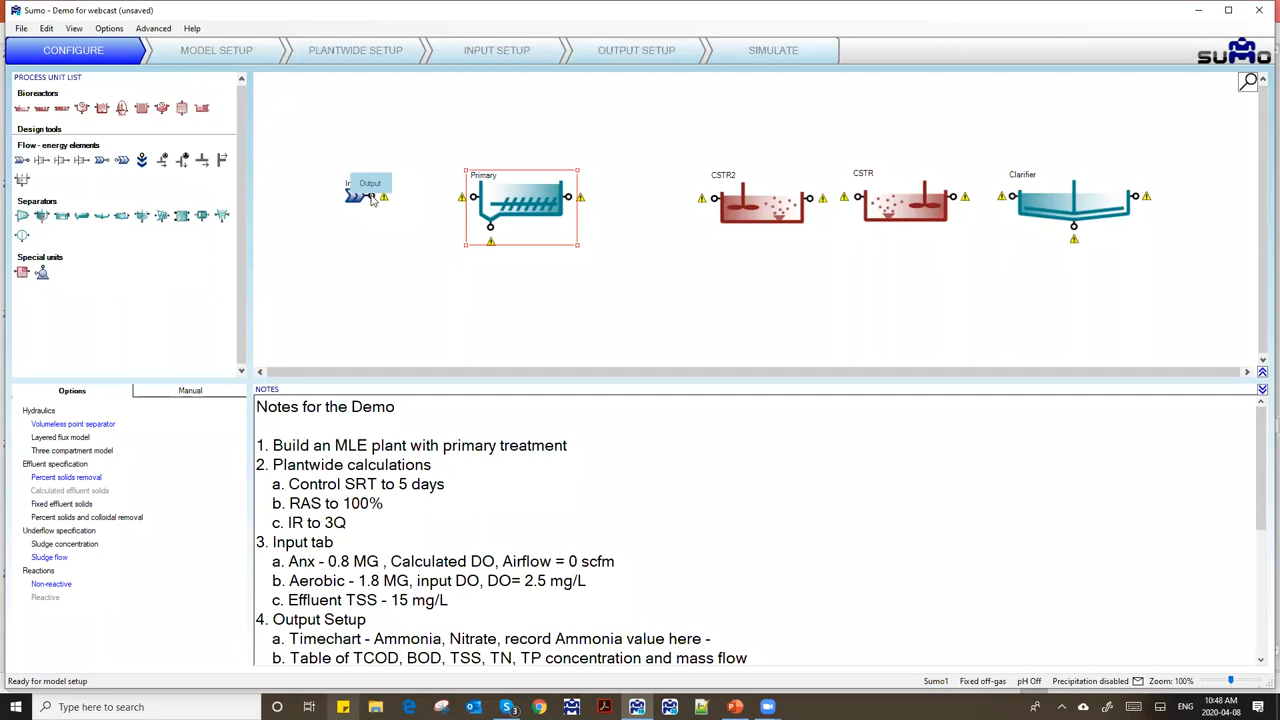 Sumo - Demo for webcast (unsaved)
File Edit View Options Advanced Help
CONFIGURE MODEL SETUP PLANTWIDE SETUP INPUT SETUP OUTPUT SETUP SIMULATE
sumo
PROCESS UNIT LIST
Bioreactors
Design tools
Flow - energy elements
Separators
Special units
Output
Primary
CSTR2
CSTR
Clarifier
Options Manual
Hydraulics
Volumeless point separator
Layered flux model
Three compartment model
Effluent specification
Percent solids removal
Calculated effluent solids
Fixed effluent solids
Percent solids and colloidal removal
Underflow specification
Sludge concentration
Sludge flow
Reactions
Non-reactive
Reactive
NOTES
Notes for the Demo
1. Build an MLE plant with primary treatment
2. Plantwide calculations
a. Control SRT to 5 days
b. RAS to 100%
c. IR to 3Q
3. Input tab
a. Anx - 0.8 MG , Calculated DO, Airflow = 0 scfm
b. Aerobic - 1.8 MG, input DO, DO= 2.5 mg/L
c. Effluent TSS - 15 mg/L
4. Output Setup
a. Timechart - Ammonia, Nitrate, record Ammonia value here -
b. Table of TCOD, BOD, TSS, TN, TP concentration and mass flow
Ready for model setup
Sumo1 Fixed off-gas pH Off Precipitation disabled Zoom: 100%
Type here to search
ENG
10:48 AM
2020-04-08